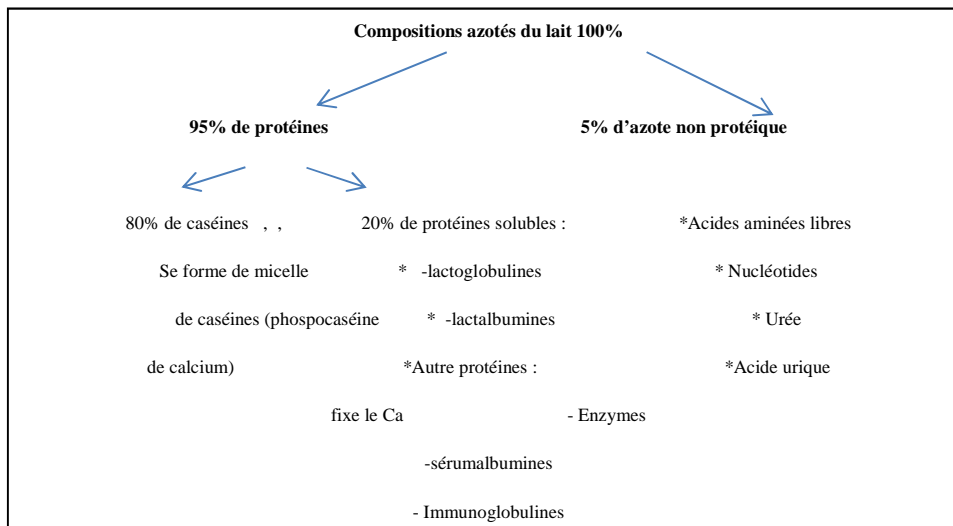 Compositions azotés du lait 100%
95% de protéines 5% d'azote non protéique
80% de caséines , , 20% de protéines solubles : *Acides aminées libres
Se forme de micelle * -lactoglobulines * Nucléotides
de caséines (phospocaséine * -lactalbumines * Urée
de calcium) *Autre protéines : *Acide urique
fixe le Ca - Enzymes
-sérumalbumines
- Immunoglobulines